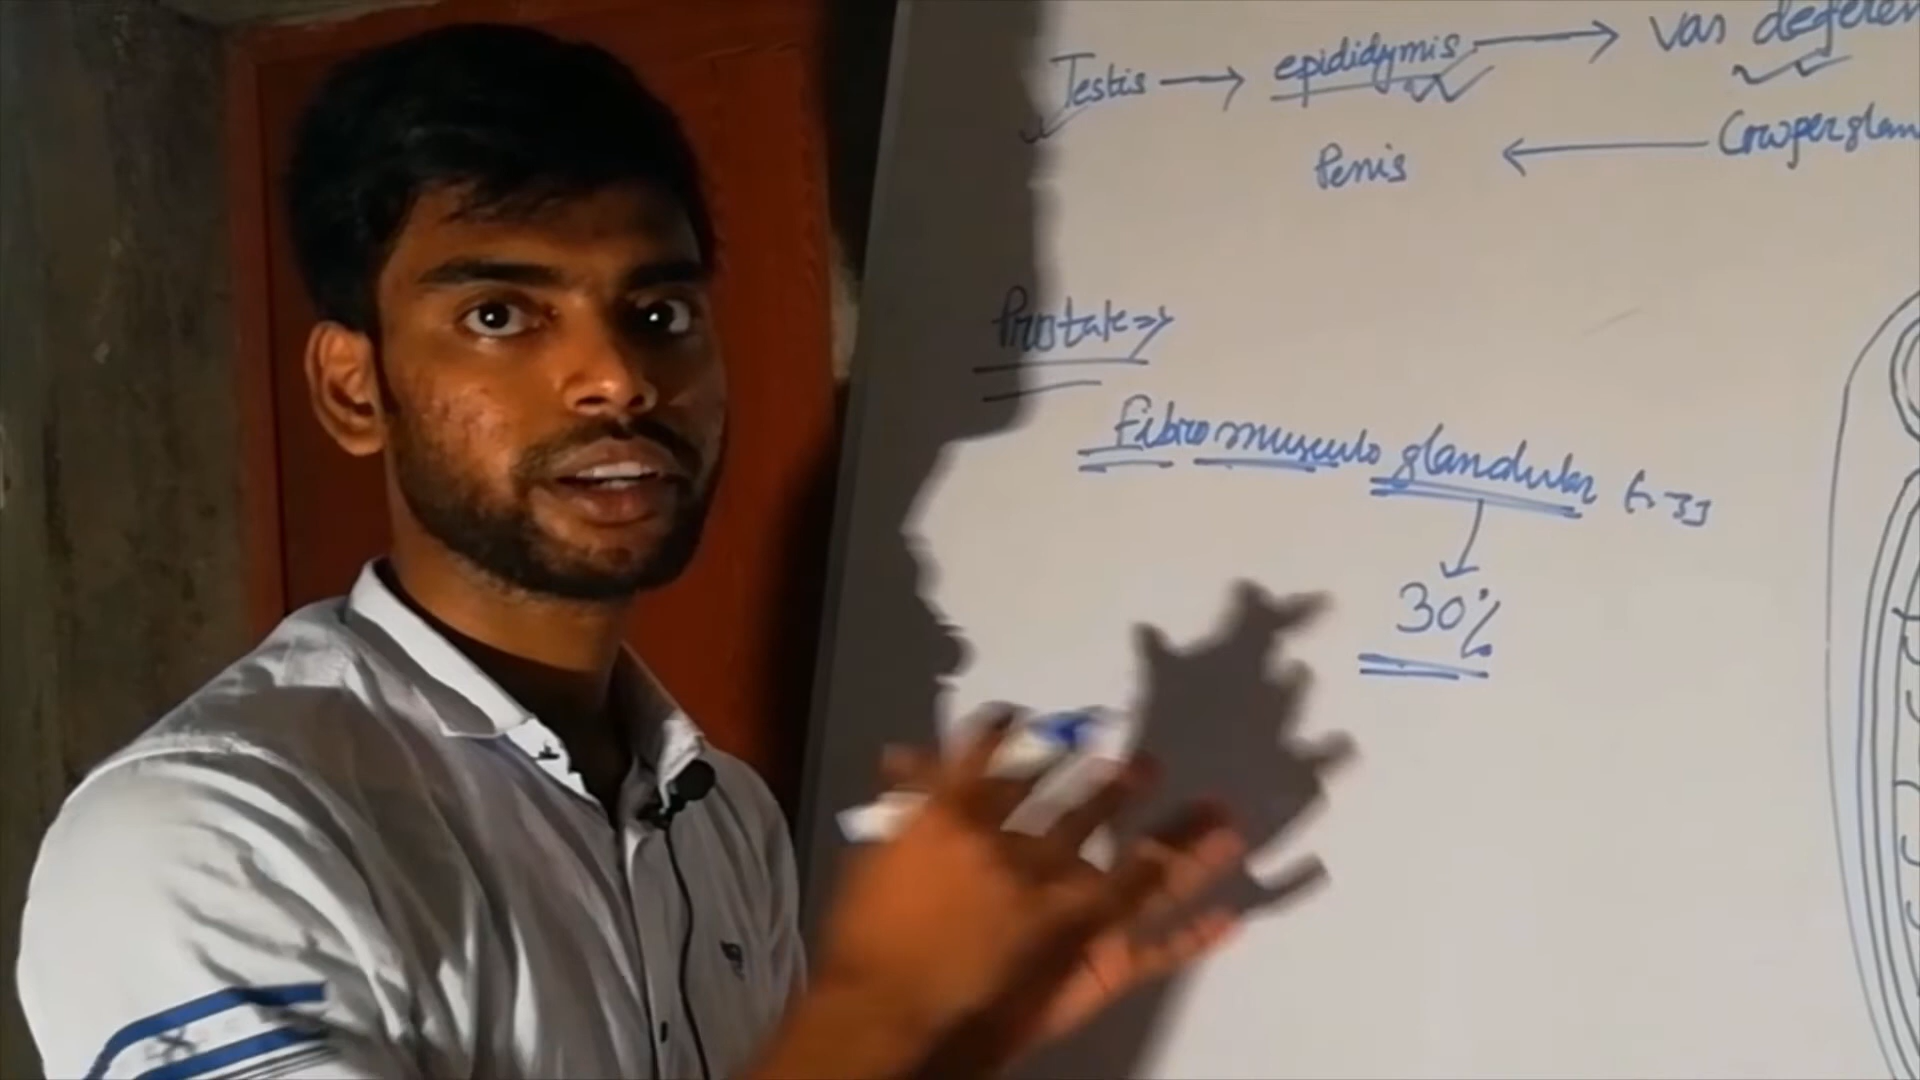 Testis → epididymis → vas deferen
Penis ← Cowper glan
Prostate ⇒
Fibro musculo glandular
↓
30%